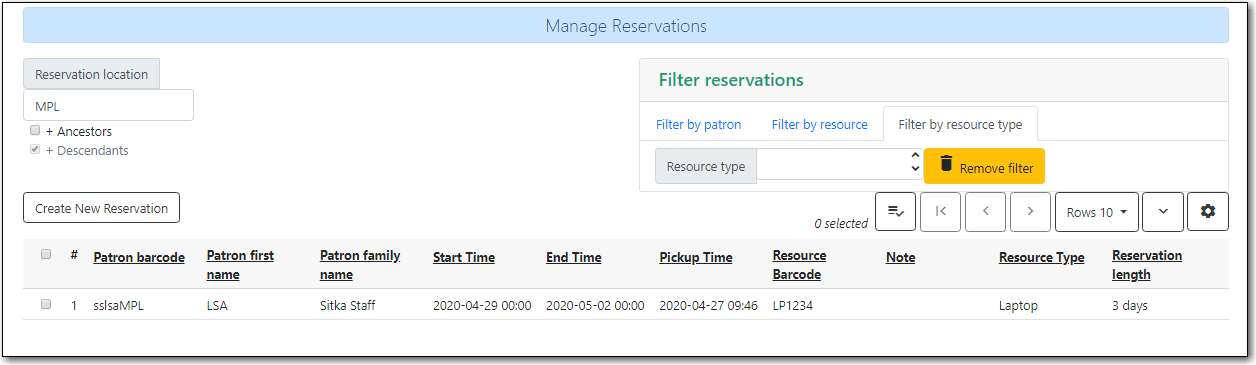 Manage Reservations
Reservation location
MPL
+ Ancestors
+ Descendants
Filter reservations
Filter by patron Filter by resource Filter by resource type
Resource type Remove filter
Create New Reservation
0 selected Rows 10
# Patron barcode Patron first name Patron family name Start Time End Time Pickup Time Resource Barcode Note Resource Type Reservation length
1 sslsaMPL LSA Sitka Staff 2020-04-29 00:00 2020-05-02 00:00 2020-04-27 09:46 LP1234 Laptop 3 days